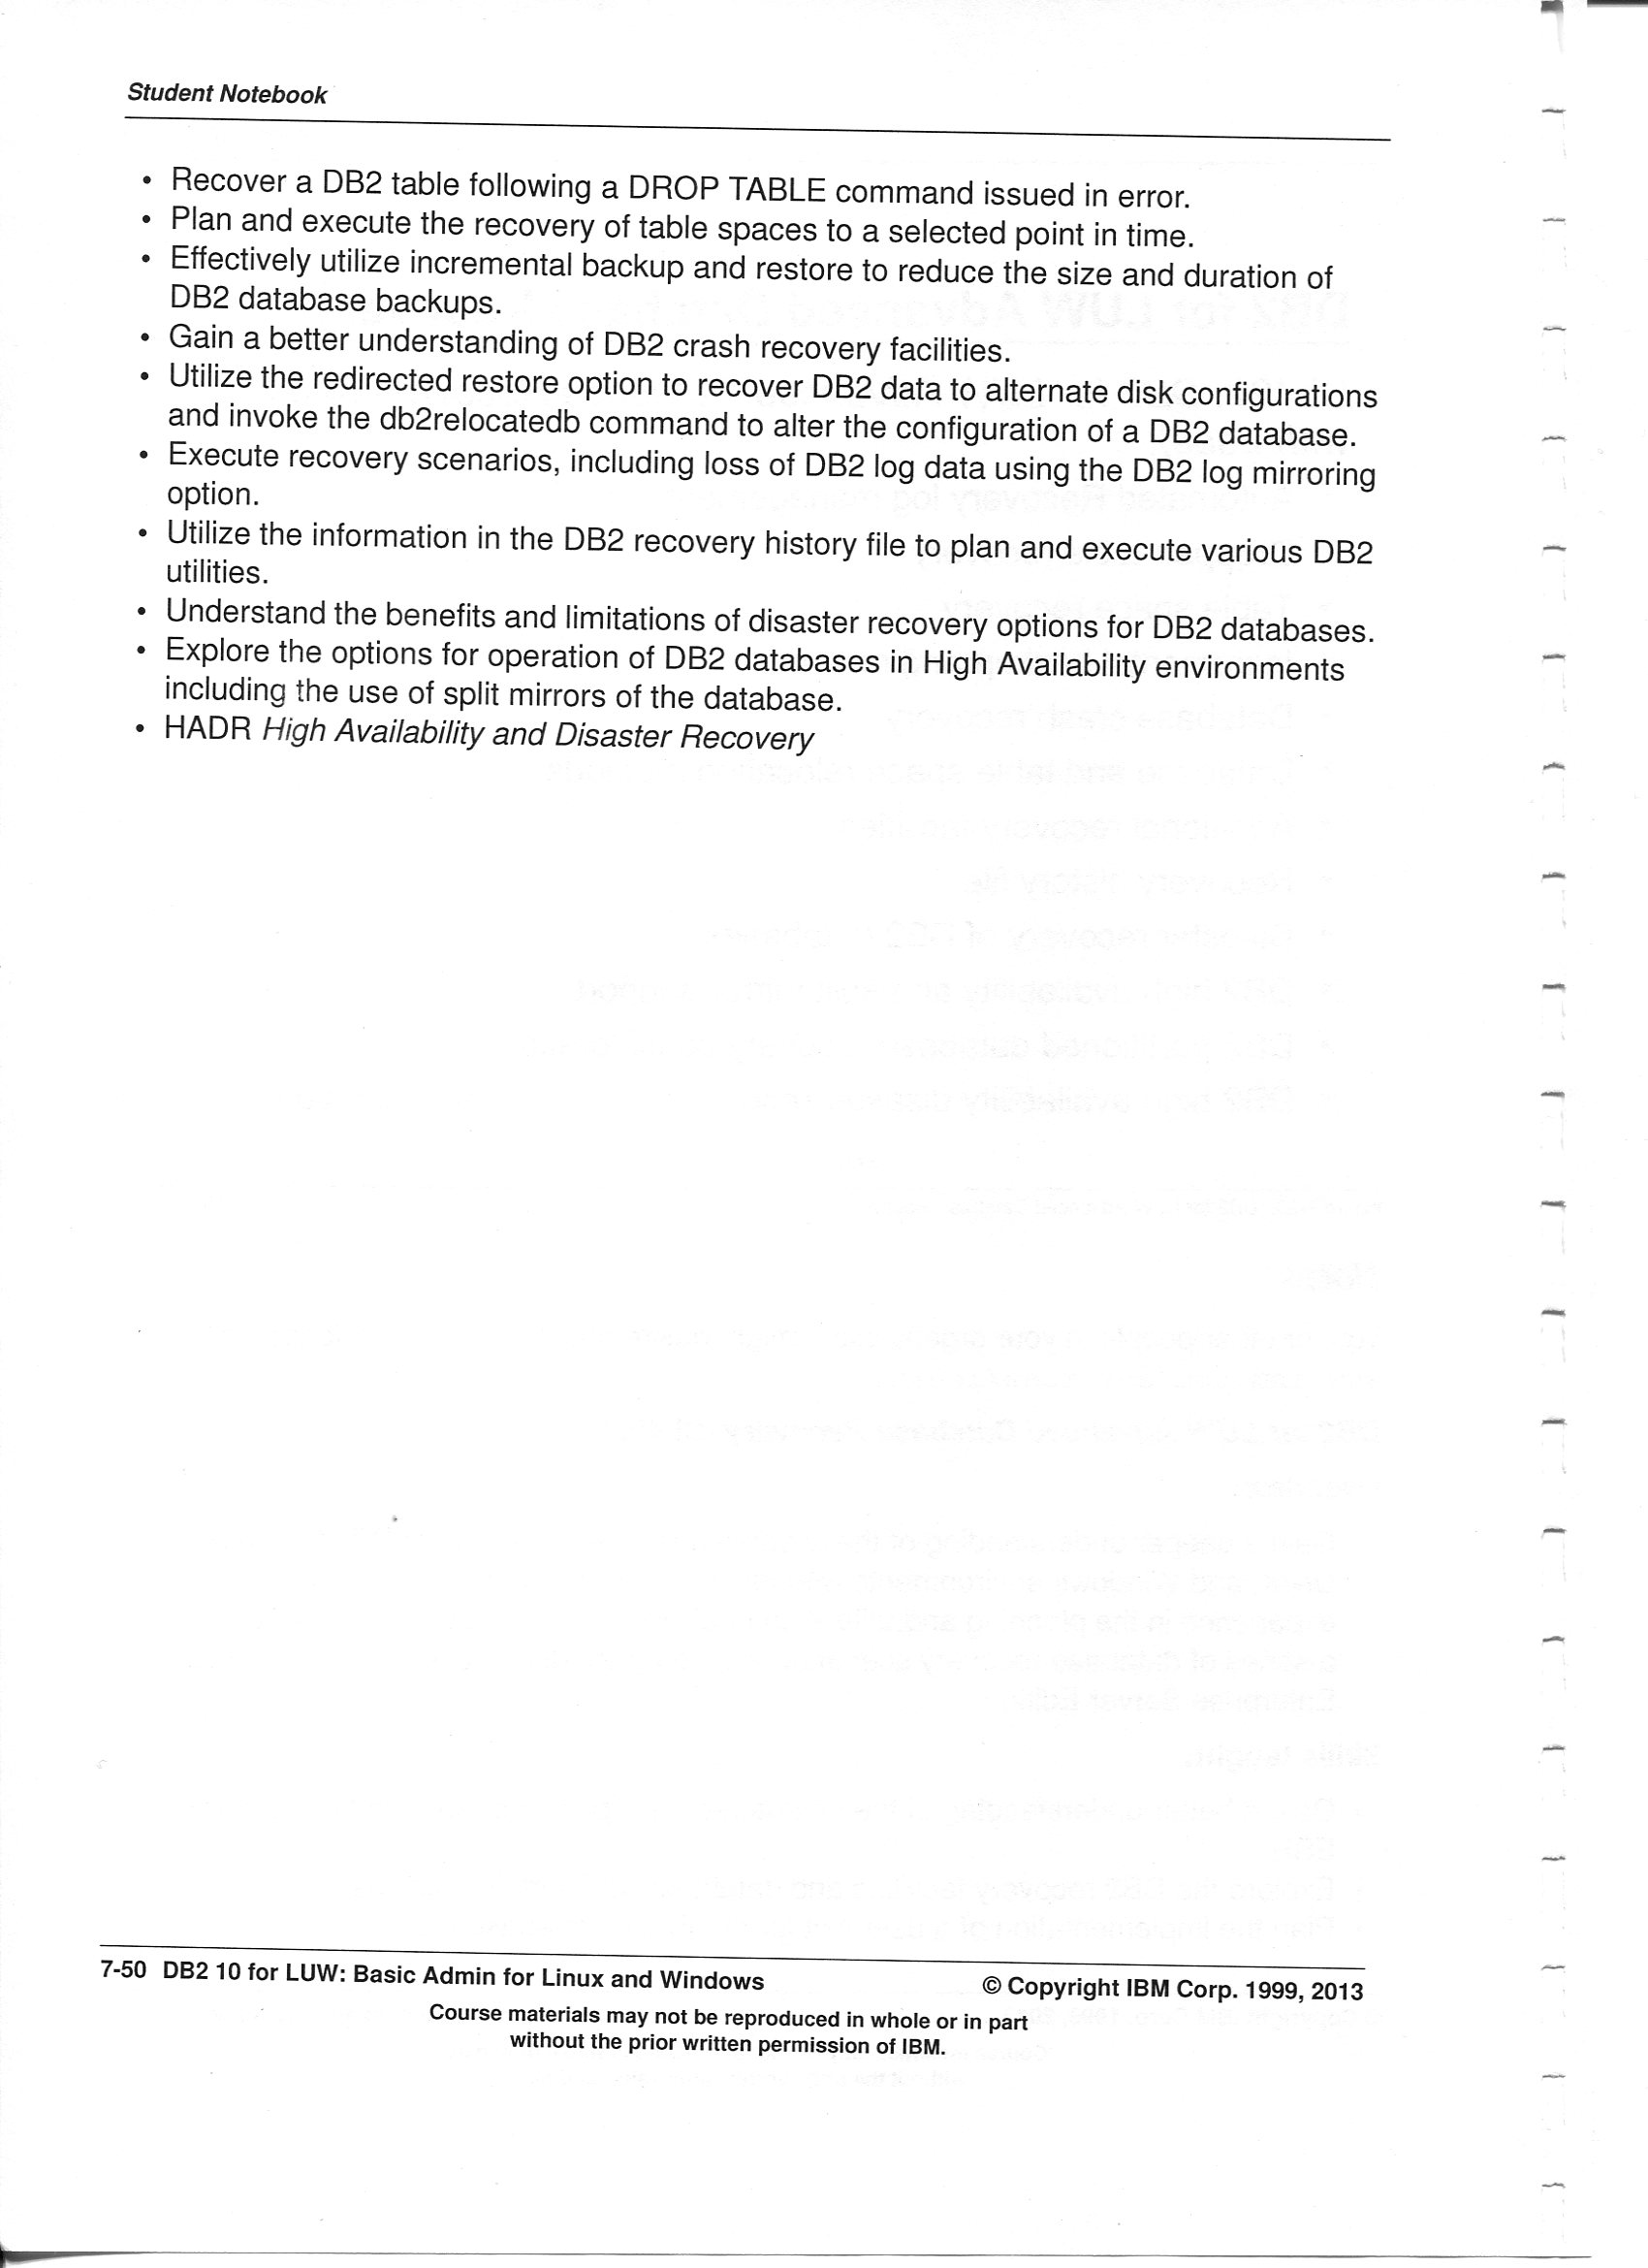 Student Notebook
• Recover a DB2 table following a DROP TABLE command issued in error.
• Plan and execute the recovery of table spaces to a selected point in time.
• Effectively utilize incremental backup and restore to reduce the size and duration of
DB2 database backups.
• Gain a better understanding of DB2 crash recovery facilities.
• Utilize the redirected restore option to recover DB2 data to alternate disk configurations
and invoke the db2relocatedb command to alter the configuration of a DB2 database.
• Execute recovery scenarios, including loss of DB2 log data using the DB2 log mirroring
option.
• Utilize the information in the DB2 recovery history file to plan and execute various DB2
utilities.
• Understand the benefits and limitations of disaster recovery options for DB2 databases.
• Explore the options for operation of DB2 databases in High Availability environments
including the use of split mirrors of the database.
• HADR High Availability and Disaster Recovery
7-50 DB2 10 for LUW: Basic Admin for Linux and Windows © Copyright IBM Corp. 1999, 2013
Course materials may not be reproduced in whole or in part
without the prior written permission of IBM.